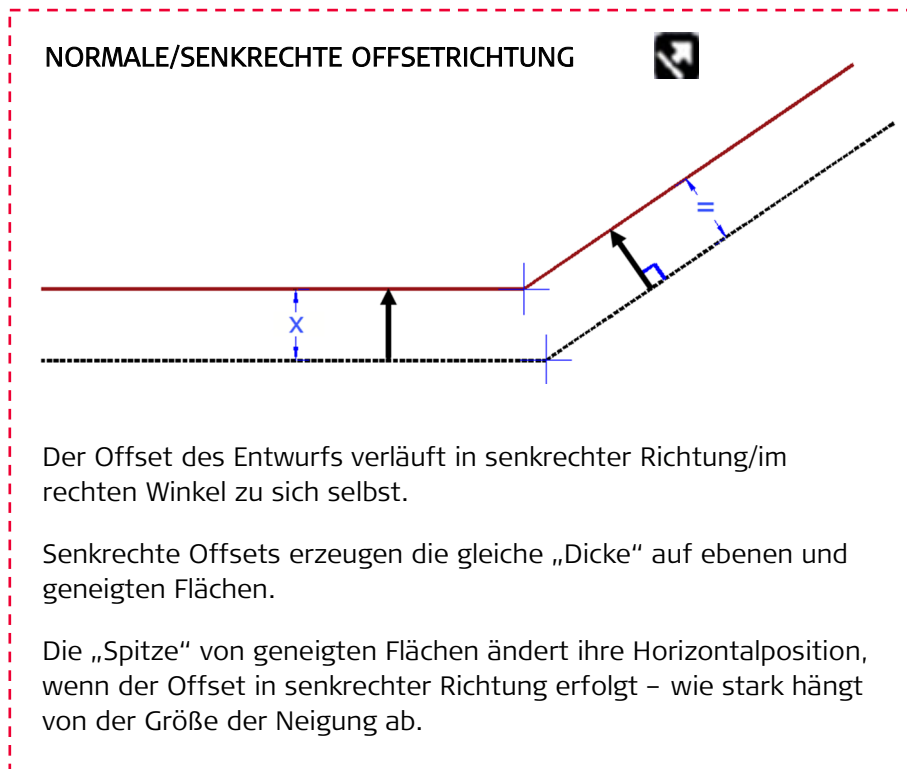 NORMALE/SENKRECHTE OFFSETRICHTUNG
=
x
Der Offset des Entwurfs verläuft in senkrechter Richtung/im
rechten Winkel zu sich selbst.
Senkrechte Offsets erzeugen die gleiche „Dicke“ auf ebenen und
geneigten Flächen.
Die „Spitze“ von geneigten Flächen ändert ihre Horizontalposition,
wenn der Offset in senkrechter Richtung erfolgt – wie stark hängt
von der Größe der Neigung ab.